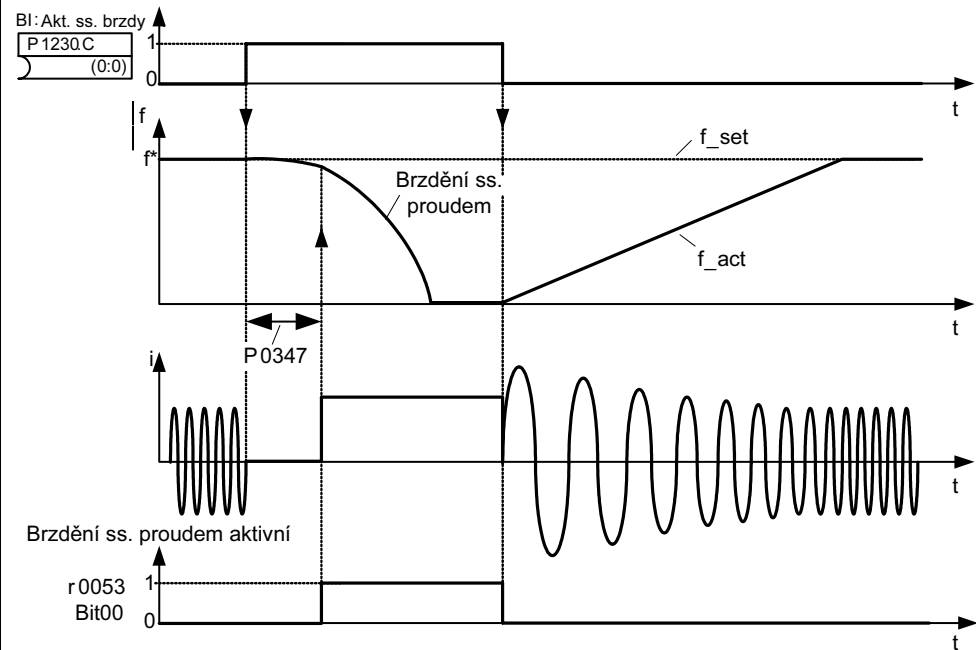 BI: Akt. ss. brzdy
P1230.C
(0:0)
1
0
t
f
f*
f_set
Brzdění ss.
proudem
f_act
t
P0347
i
t
Brzdění ss. proudem aktivní
r0053
Bit00
1
0
t